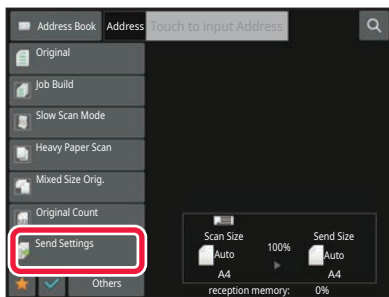 Address Book
Address
Touch to input Address
Original
Job Build
Slow Scan Mode
Heavy Paper Scan
Mixed Size Orig.
Original Count
Send Settings
Others
Scan Size
100%
Send Size
Auto
Auto
A4
A4
reception memory: 0%